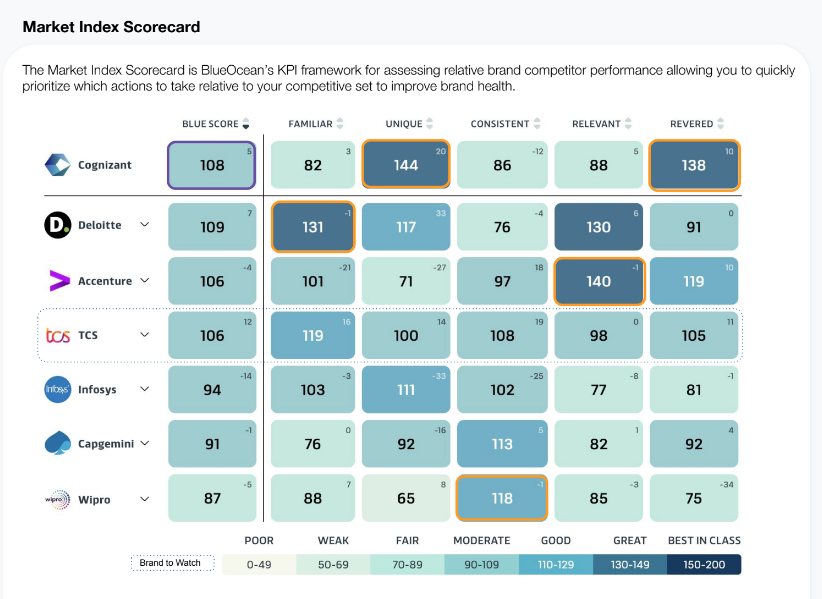 Market Index Scorecard
The Market Index Scorecard is BlueOcean's KPI framework for assessing relative brand competitor performance allowing you to quickly
prioritize which actions to take relative to your competitive set to improve brand health.
BLUE SCORE FAMILIAR UNIQUE CONSISTENT RELEVANT REVERED
Cognizant 108 5 82 3 144 20 86 -12 88 5 138 10
D. Deloitte 109 7 131 -1 117 33 76 -4 130 6 91 0
Accenture 106 -4 101 -21 71 -27 97 18 140 -1 119 10
tcs TCS 106 12 119 16 100 14 108 19 98 0 105 11
Infosys Infosys 94 -14 103 -3 111 -33 102 -25 77 -8 81 -1
Capgemini 91 -1 76 0 92 -16 113 5 82 1 92 4
wipro Wipro 87 -5 88 7 65 8 118 -1 85 -3 75 -34
POOR WEAK FAIR MODERATE GOOD GREAT BEST IN CLASS
Brand to Watch 0-49 50-69 70-89 90-109 110-129 130-149 150-200